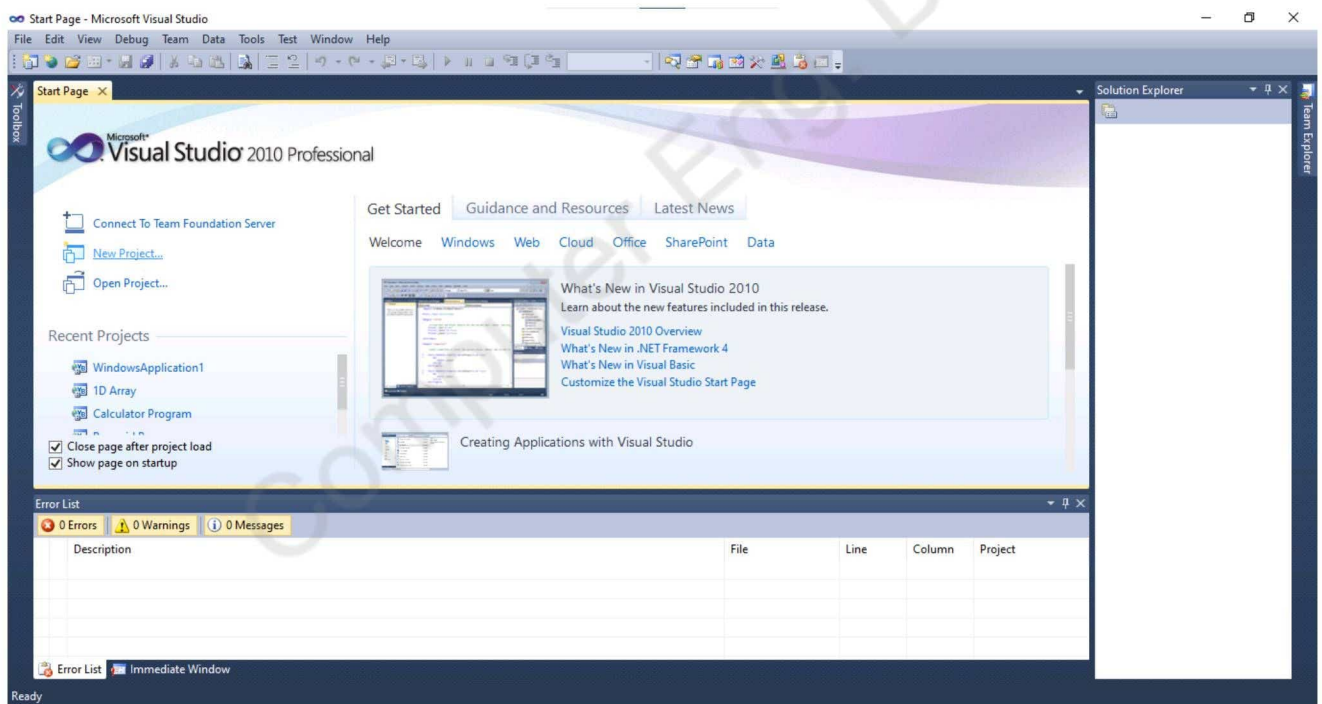 Start Page - Microsoft Visual Studio
File Edit View Debug Team Data Tools Test Window Help
Toolbox
Start Page
Solution Explorer
Team Explorer
Microsoft
Visual Studio 2010 Professional
Connect To Team Foundation Server
New Project...
Open Project...
Recent Projects
WindowsApplication1
1D Array
Calculator Program
Close page after project load
Show page on startup
Get Started Guidance and Resources Latest News
Welcome Windows Web Cloud Office SharePoint Data
What's New in Visual Studio 2010
Learn about the new features included in this release.
Visual Studio 2010 Overview
What's New in .NET Framework 4
What's New in Visual Basic
Customize the Visual Studio Start Page
Creating Applications with Visual Studio
Error List
0 Errors 0 Warnings 0 Messages
Description File Line Column Project
Error List Immediate Window
Ready
Computer Eng.